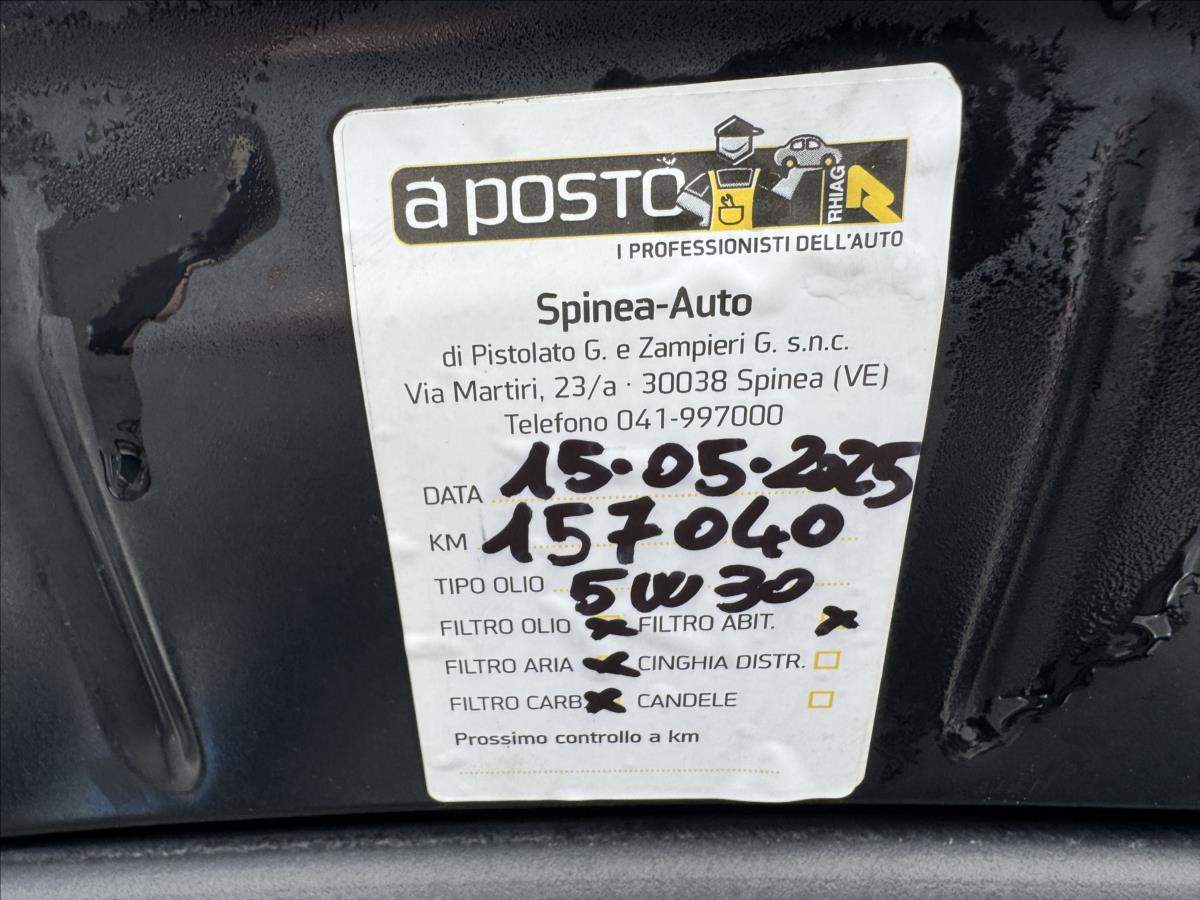 a posto
RHIAG
I PROFESSIONISTI DELL'AUTO
Spinea-Auto
di Pistolato G. e Zampieri G. s.n.c.
Via Martiri, 23/a · 30038 Spinea (VE)
Telefono 041-997000
DATA 15.05.2025
KM 157040
TIPO OLIO 5W30
FILTRO OLIO FILTRO ABIT.
FILTRO ARIA CINGHIA DISTR.
FILTRO CARB CANDELE
Prossimo controllo a km